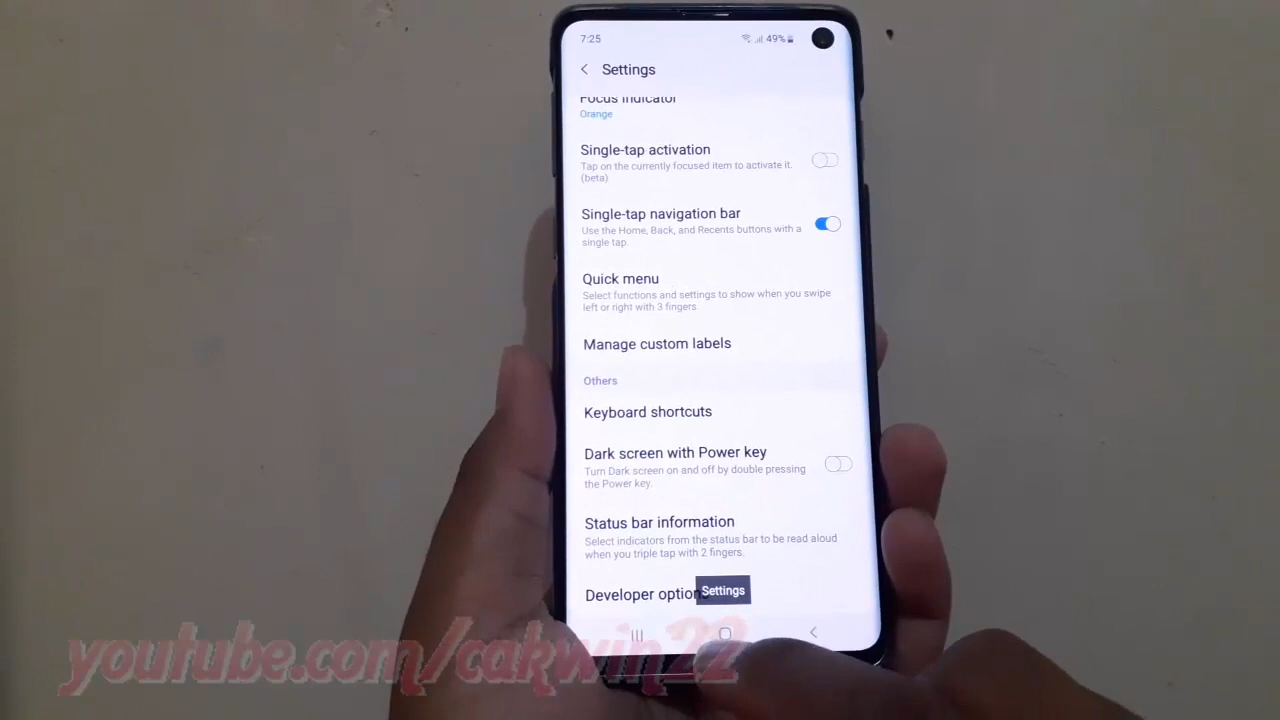 7:25
49%
Settings
Focus indicator
Orange
Single-tap activation
Tap on the currently focused item to activate it.
(beta)
Single-tap navigation bar
Use the Home, Back, and Recents buttons with a
single tap.
Quick menu
Select functions and settings to show when you swipe
left or right with 3 fingers.
Manage custom labels
Others
Keyboard shortcuts
Dark screen with Power key
Turn Dark screen on and off by double pressing
the Power key.
Status bar information
Select indicators from the status bar to be read aloud
when you triple tap with 2 fingers.
Developer option
Settings
youtube.com/cakwin22